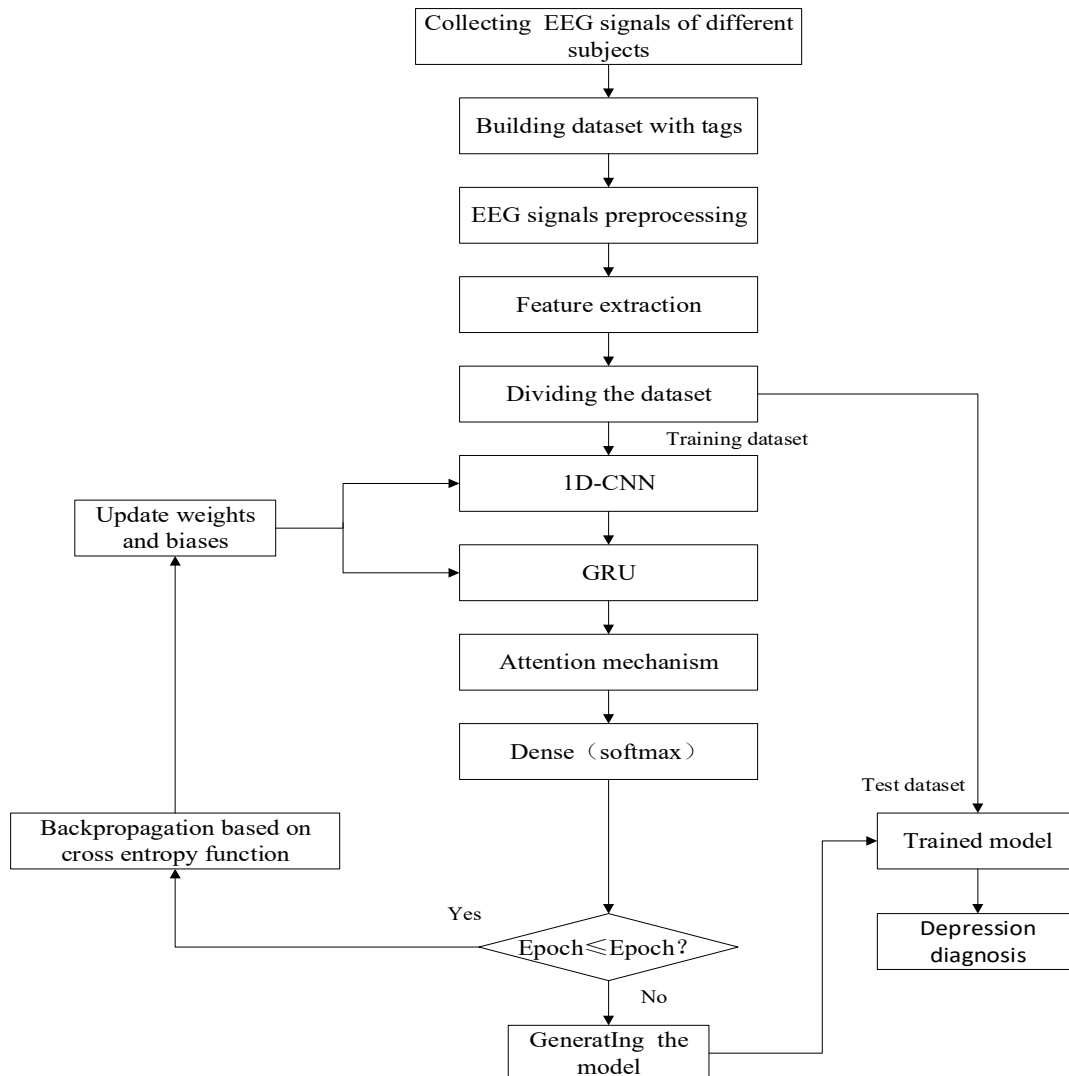 Collecting  EEG signals of different
subjects
Building dataset with tags
EEG signals preprocessing
Feature extraction
Dividing the dataset
Training dataset
1D-CNN
Update weights
and biases
GRU
Attention mechanism
Dense（softmax）
Test dataset
Backpropagation based on
cross entropy function
Trained model
Yes
Epoch≤Epoch？
Depression
diagnosis
No
GeneratIng  the
model